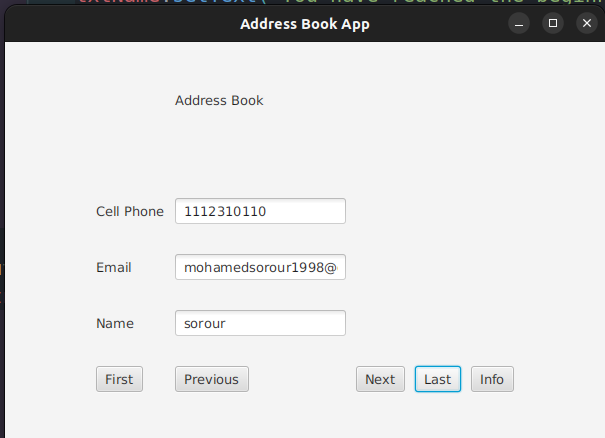 Address Book App
Address Book
Cell Phone 1112310110
Email mohamedsorour1998@
Name sorour
First Previous Next Last Info